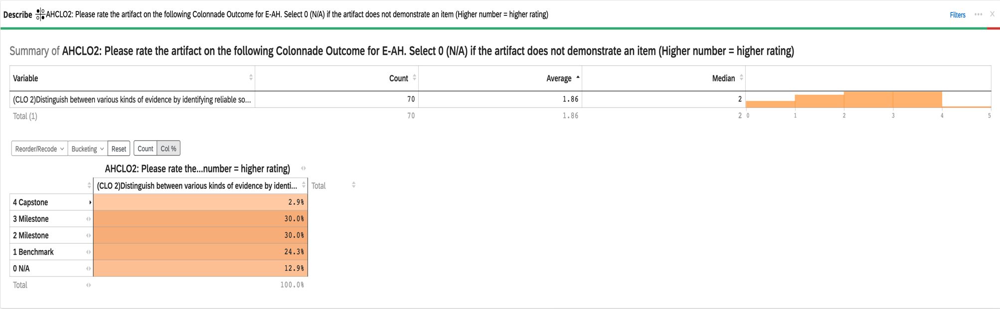 Describe AHCLO2: Please rate the artifact on the following Colonnade Outcome for E-AH. Select 0 (N/A) if the artifact does not demonstrate an item (Higher number = higher rating) Filters ··· X
Summary of AHCLO2: Please rate the artifact on the following Colonnade Outcome for E-AH. Select 0 (N/A) if the artifact does not demonstrate an item (Higher number = higher rating)
Variable Count Average Median
(CLO 2)Distinguish between various kinds of evidence by identifying reliable so... 70 1.86 2
Total (1) 70 1.86 2 0 1 2 3 4 5
Reorder/Recode Bucketing Reset Count Col %
AHCLO2: Please rate the...number = higher rating)
(CLO 2)Distinguish between various kinds of evidence by identi... Total
4 Capstone 2.9%
3 Milestone 30.0%
2 Milestone 30.0%
1 Benchmark 24.3%
0 N/A 12.9%
Total 100.0%